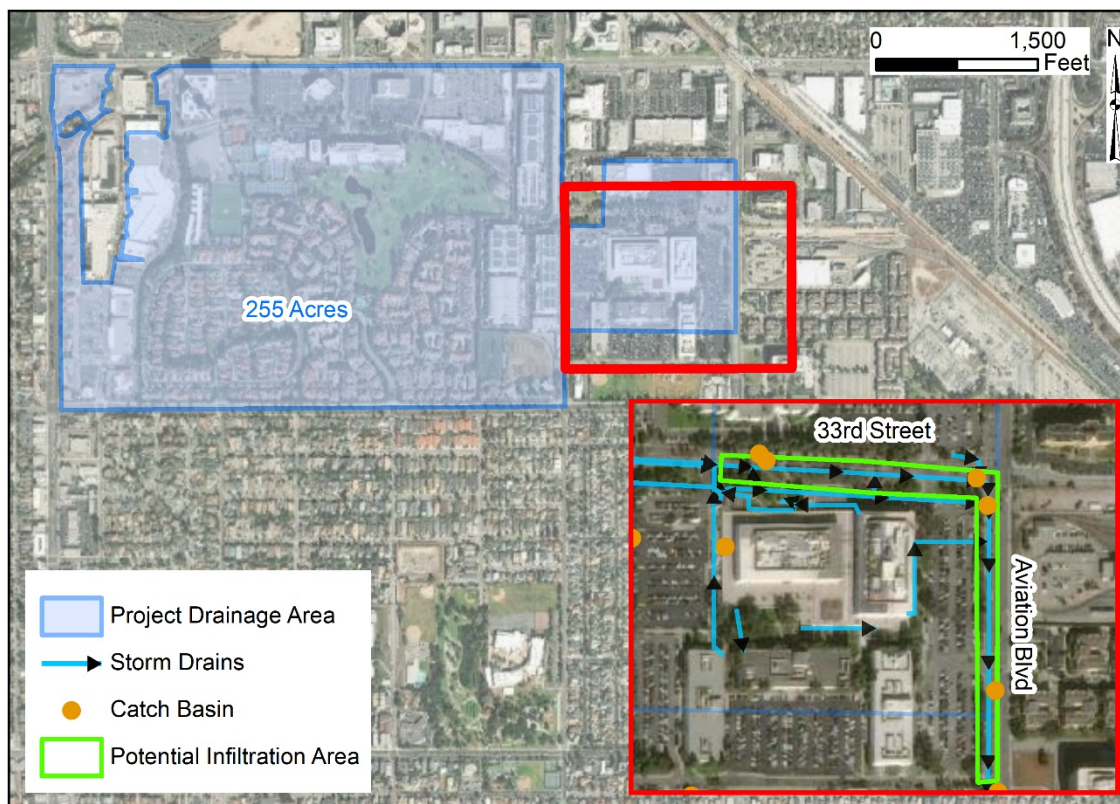 0 1,500
Feet
N
255 Acres
33rd Street
Aviation Blvd
Project Drainage Area
Storm Drains
Catch Basin
Potential Infiltration Area